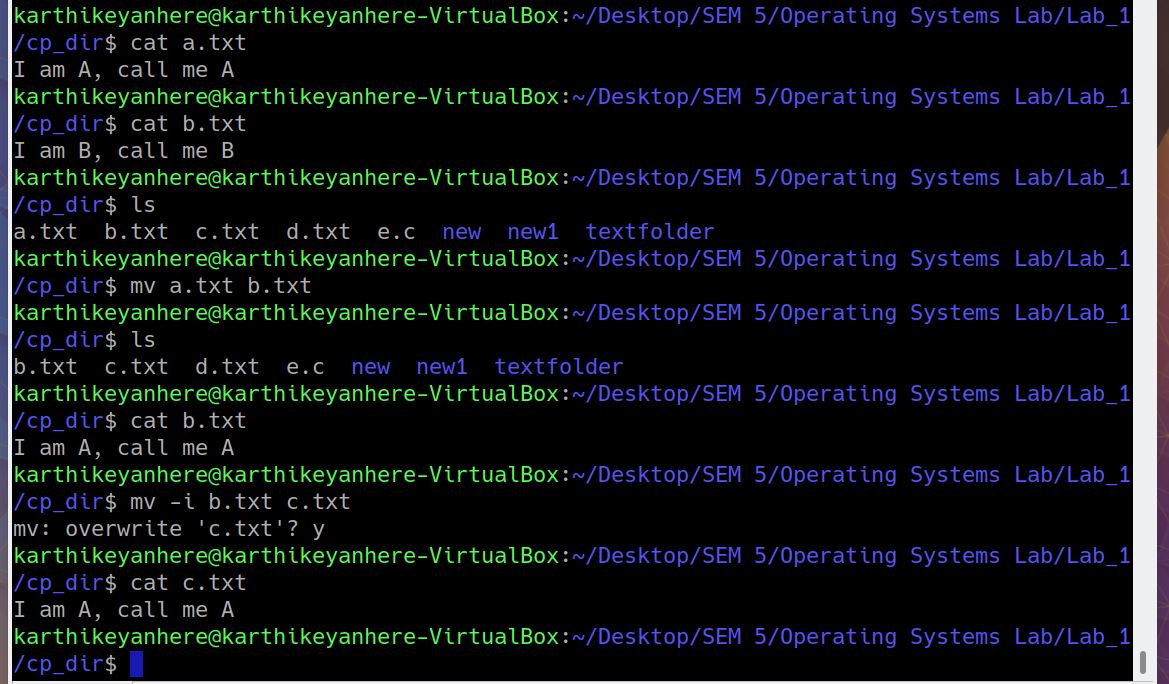 karthikeyanhere@karthikeyanhere-VirtualBox:~/Desktop/SEM 5/Operating Systems Lab/Lab_1
/cp_dir$ cat a.txt
I am A, call me A
karthikeyanhere@karthikeyanhere-VirtualBox:~/Desktop/SEM 5/Operating Systems Lab/Lab_1
/cp_dir$ cat b.txt
I am B, call me B
karthikeyanhere@karthikeyanhere-VirtualBox:~/Desktop/SEM 5/Operating Systems Lab/Lab_1
/cp_dir$ ls
a.txt  b.txt  c.txt  d.txt  e.c  new  new1  textfolder
karthikeyanhere@karthikeyanhere-VirtualBox:~/Desktop/SEM 5/Operating Systems Lab/Lab_1
/cp_dir$ mv a.txt b.txt
karthikeyanhere@karthikeyanhere-VirtualBox:~/Desktop/SEM 5/Operating Systems Lab/Lab_1
/cp_dir$ ls
b.txt  c.txt  d.txt  e.c  new  new1  textfolder
karthikeyanhere@karthikeyanhere-VirtualBox:~/Desktop/SEM 5/Operating Systems Lab/Lab_1
/cp_dir$ cat b.txt
I am A, call me A
karthikeyanhere@karthikeyanhere-VirtualBox:~/Desktop/SEM 5/Operating Systems Lab/Lab_1
/cp_dir$ mv -i b.txt c.txt
mv: overwrite 'c.txt'? y
karthikeyanhere@karthikeyanhere-VirtualBox:~/Desktop/SEM 5/Operating Systems Lab/Lab_1
/cp_dir$ cat c.txt
I am A, call me A
karthikeyanhere@karthikeyanhere-VirtualBox:~/Desktop/SEM 5/Operating Systems Lab/Lab_1
/cp_dir$